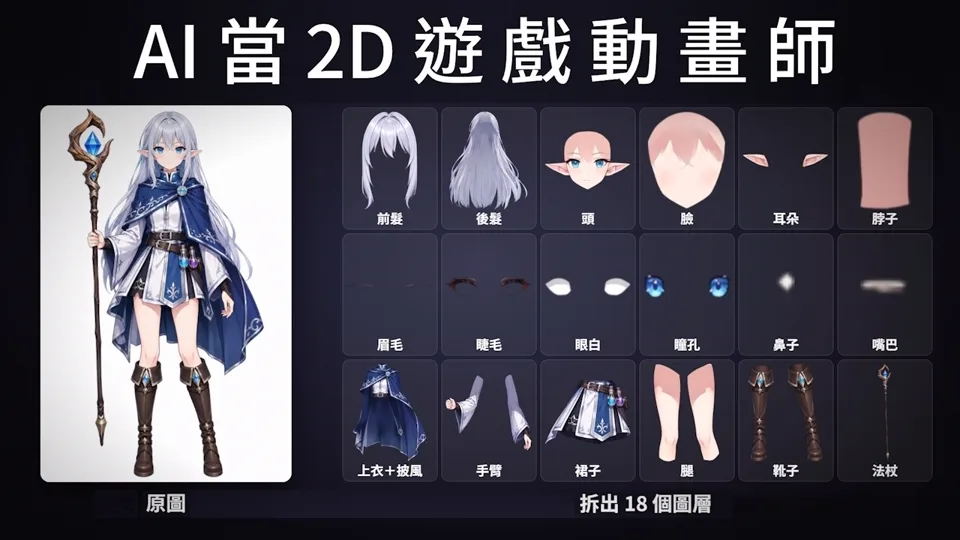 AI 當 2D 遊戲動畫師
前髮
後髮
頭
臉
耳朵
脖子
眉毛
睫毛
眼白
瞳孔
鼻子
嘴巴
上衣＋披風
手臂
裙子
腿
靴子
法杖
原圖
拆出 18 個圖層